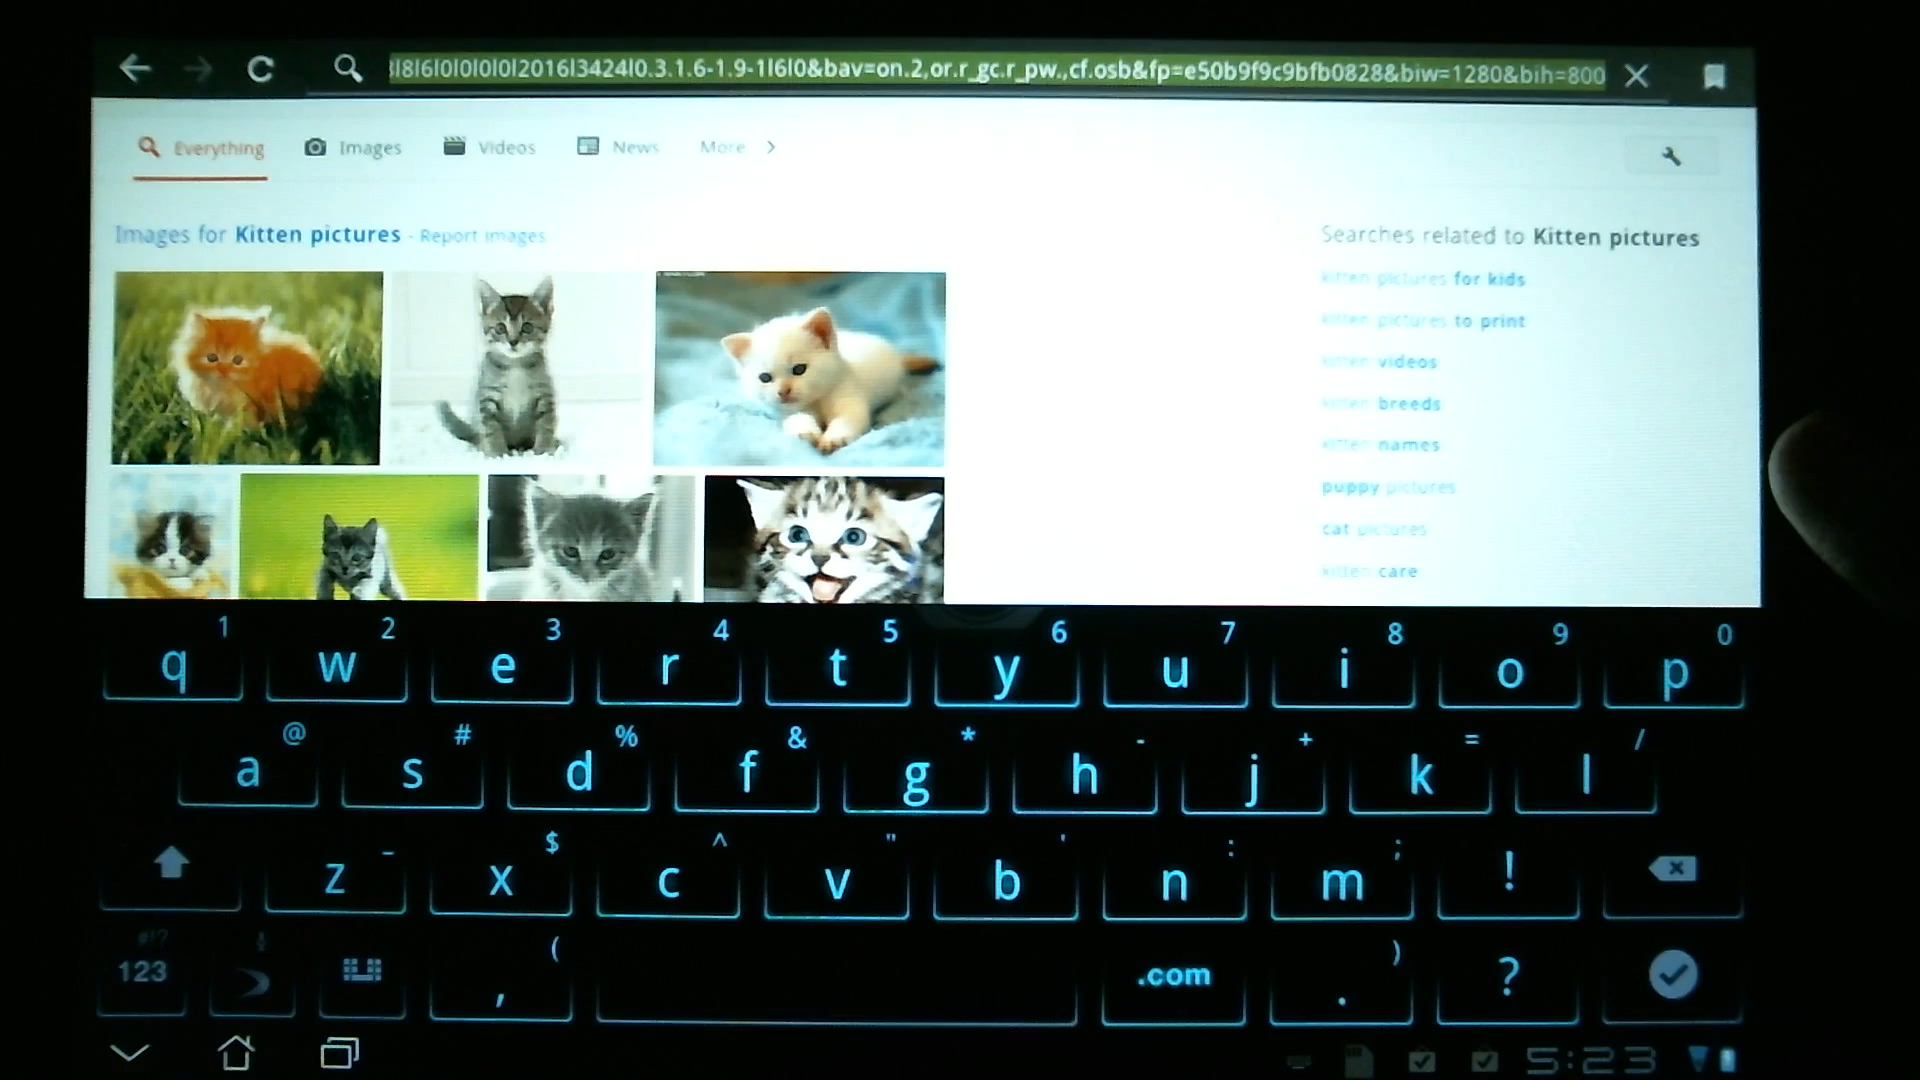 l8l6l0l0l0l0l2016l3424l0.3.1.6-1.9-1l6l0&bav=on.2,or.r_gc.r_pw.,cf.osb&fp=e50b9f9c9bfb0828&biw=1280&bih=800
Everything Images Videos News More
Images for Kitten pictures - Report images
Searches related to Kitten pictures
kitten pictures for kids
kitten pictures to print
kitten videos
kitten breeds
kitten names
puppy pictures
cat pictures
kitten care
1 2 3 4 5 6 7 8 9 0
q w e r t y u i o p
@ # % & * - + = /
a s d f g h j k l
_ $ ^ " ' : ;
z x c v b n m !
#!? ( )
123 , .com . ?
5:23